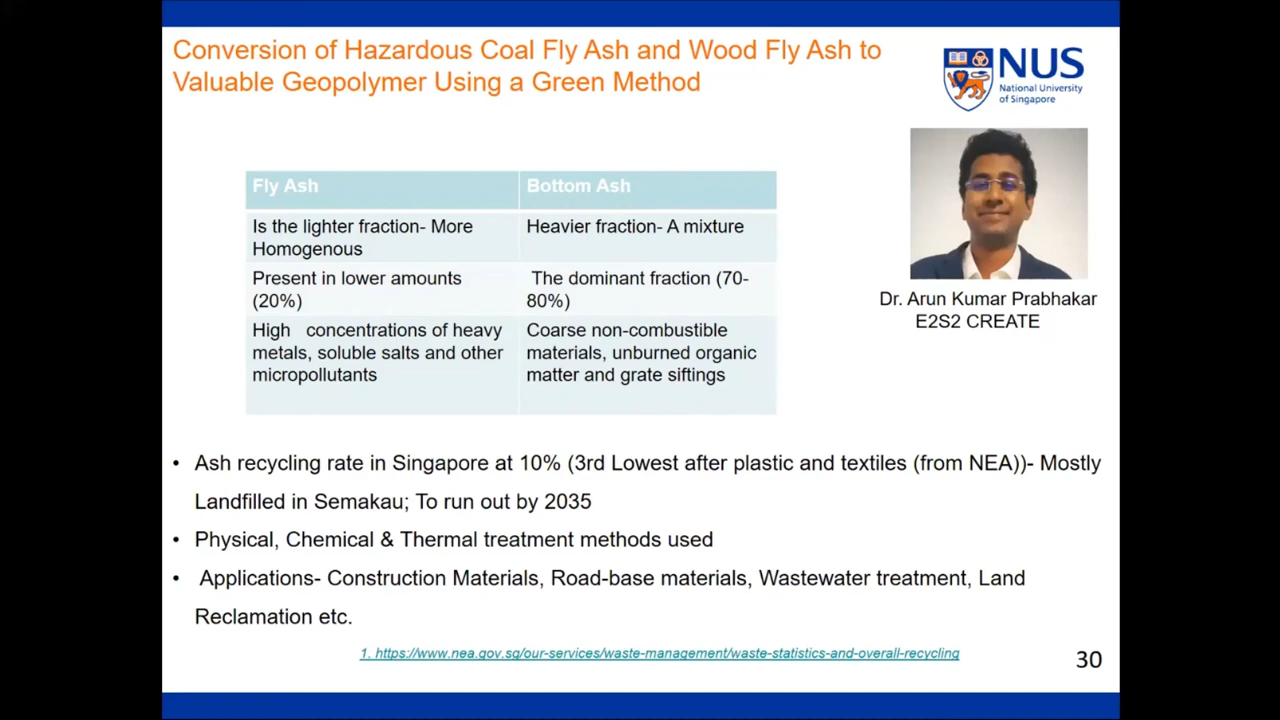 Conversion of Hazardous Coal Fly Ash and Wood Fly Ash to
Valuable Geopolymer Using a Green Method
NUS
National University
of Singapore
Fly Ash
Bottom Ash
Is the lighter fraction- More
Homogenous
Heavier fraction- A mixture
Present in lower amounts
(20%)
The dominant fraction (70-
80%)
High concentrations of heavy
metals, soluble salts and other
micropollutants
Coarse non-combustible
materials, unburned organic
matter and grate siftings
Dr. Arun Kumar Prabhakar
E2S2 CREATE
• Ash recycling rate in Singapore at 10% (3rd Lowest after plastic and textiles (from NEA))- Mostly
Landfilled in Semakau; To run out by 2035
• Physical, Chemical & Thermal treatment methods used
• Applications- Construction Materials, Road-base materials, Wastewater treatment, Land
Reclamation etc.
1. https://www.nea.gov.sg/our-services/waste-management/waste-statistics-and-overall-recycling
30